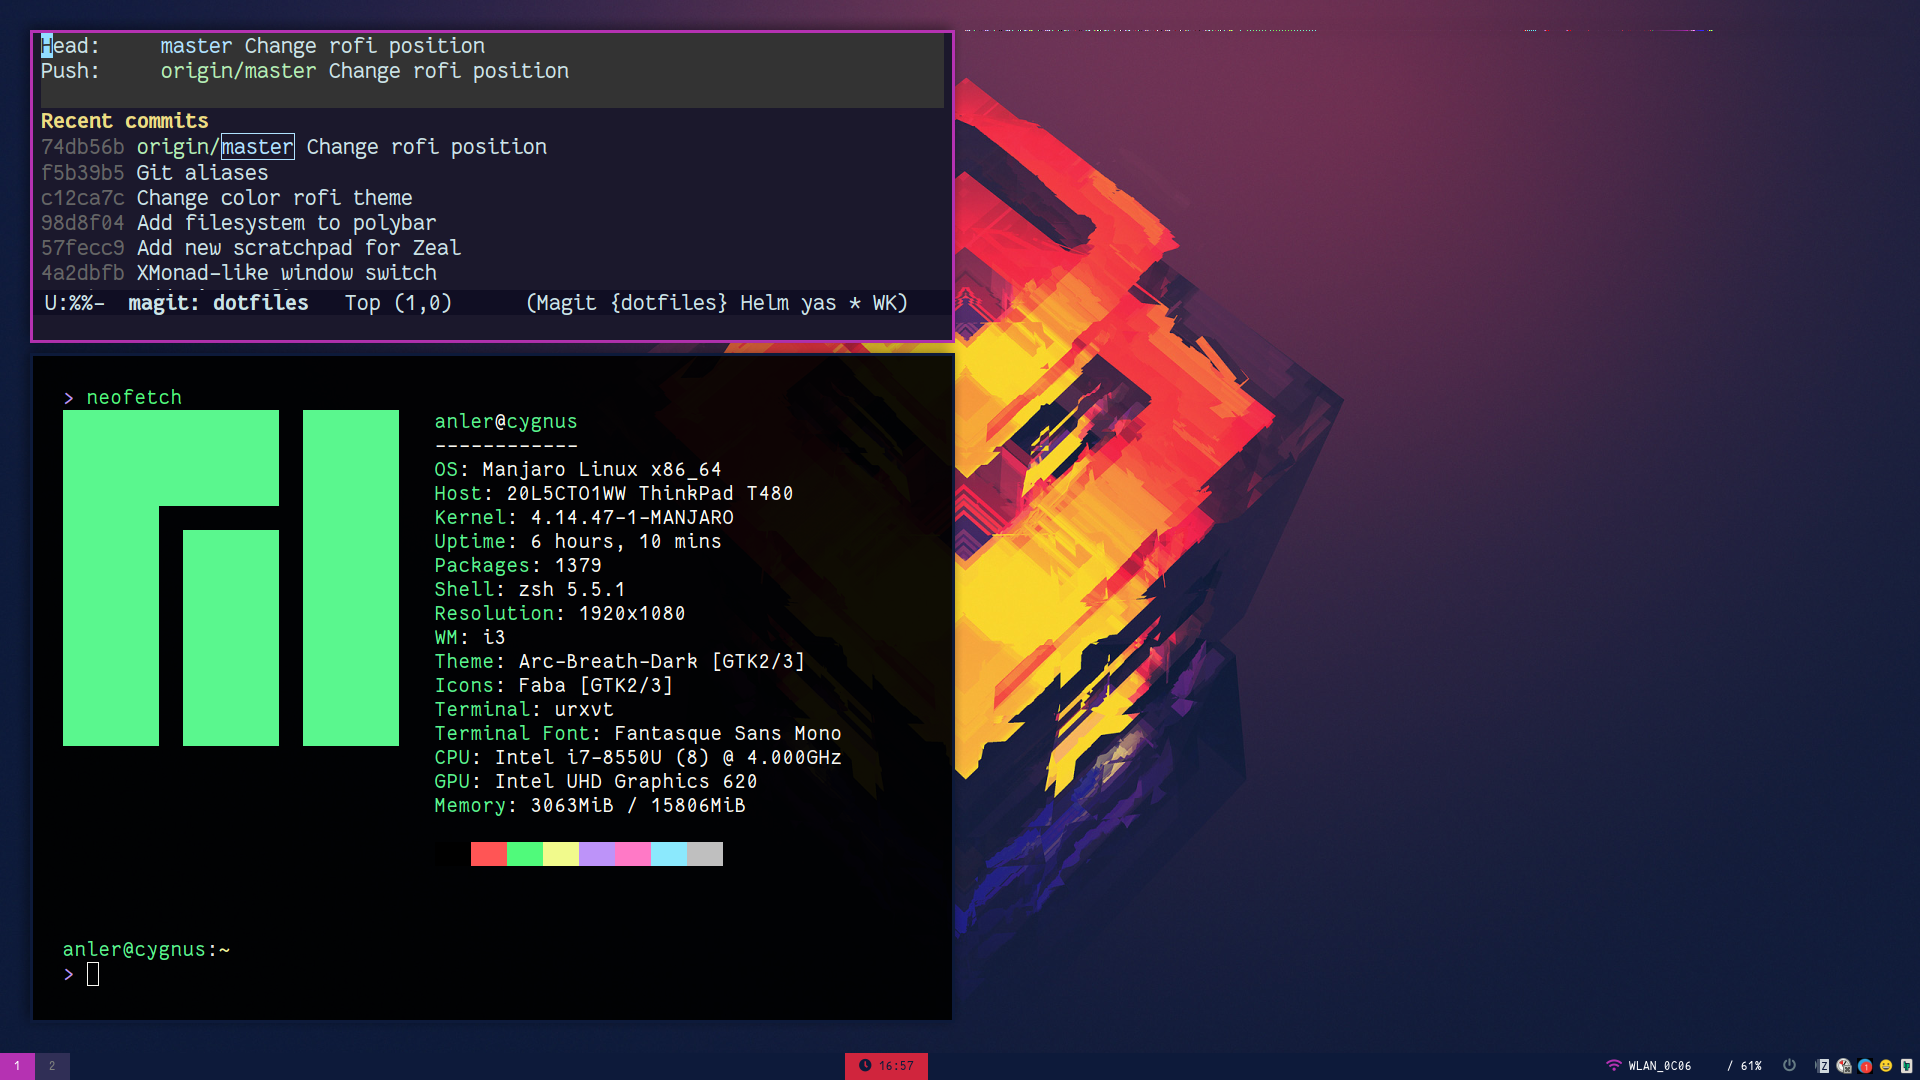 Head:     master Change rofi position
Push:     origin/master Change rofi position
Recent commits
74db56b origin/master Change rofi position
f5b39b5 Git aliases
c12ca7c Change color rofi theme
98d8f04 Add filesystem to polybar
57fecc9 Add new scratchpad for Zeal
4a2dbfb XMonad-like window switch
U:%%-  magit: dotfiles   Top (1,0)      (Magit {dotfiles} Helm yas * WK)
> neofetch
anler@cygnus
------------
OS: Manjaro Linux x86_64
Host: 20L5CTO1WW ThinkPad T480
Kernel: 4.14.47-1-MANJARO
Uptime: 6 hours, 10 mins
Packages: 1379
Shell: zsh 5.5.1
Resolution: 1920x1080
WM: i3
Theme: Arc-Breath-Dark [GTK2/3]
Icons: Faba [GTK2/3]
Terminal: urxvt
Terminal Font: Fantasque Sans Mono
CPU: Intel i7-8550U (8) @ 4.000GHz
GPU: Intel UHD Graphics 620
Memory: 3063MiB / 15806MiB
anler@cygnus:~
>
1 2 16:57 WLAN_0C06 / 61% Z